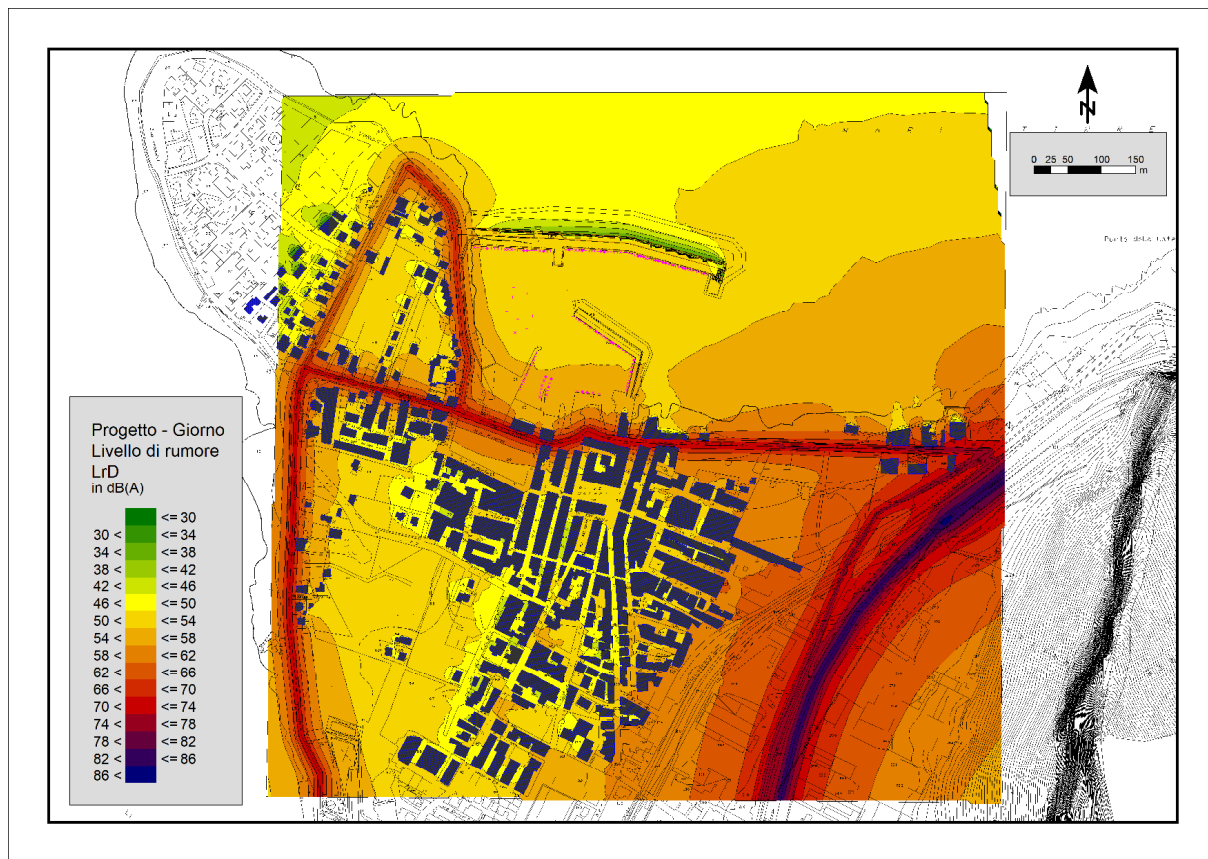 N
0 25 50 100 150
m
Progetto - Giorno
Livello di rumore
LrD
in dB(A)
<= 30
30 < <= 34
34 < <= 38
38 < <= 42
42 < <= 46
46 < <= 50
50 < <= 54
54 < <= 58
58 < <= 62
62 < <= 66
66 < <= 70
70 < <= 74
74 < <= 78
78 < <= 82
82 < <= 86
86 <